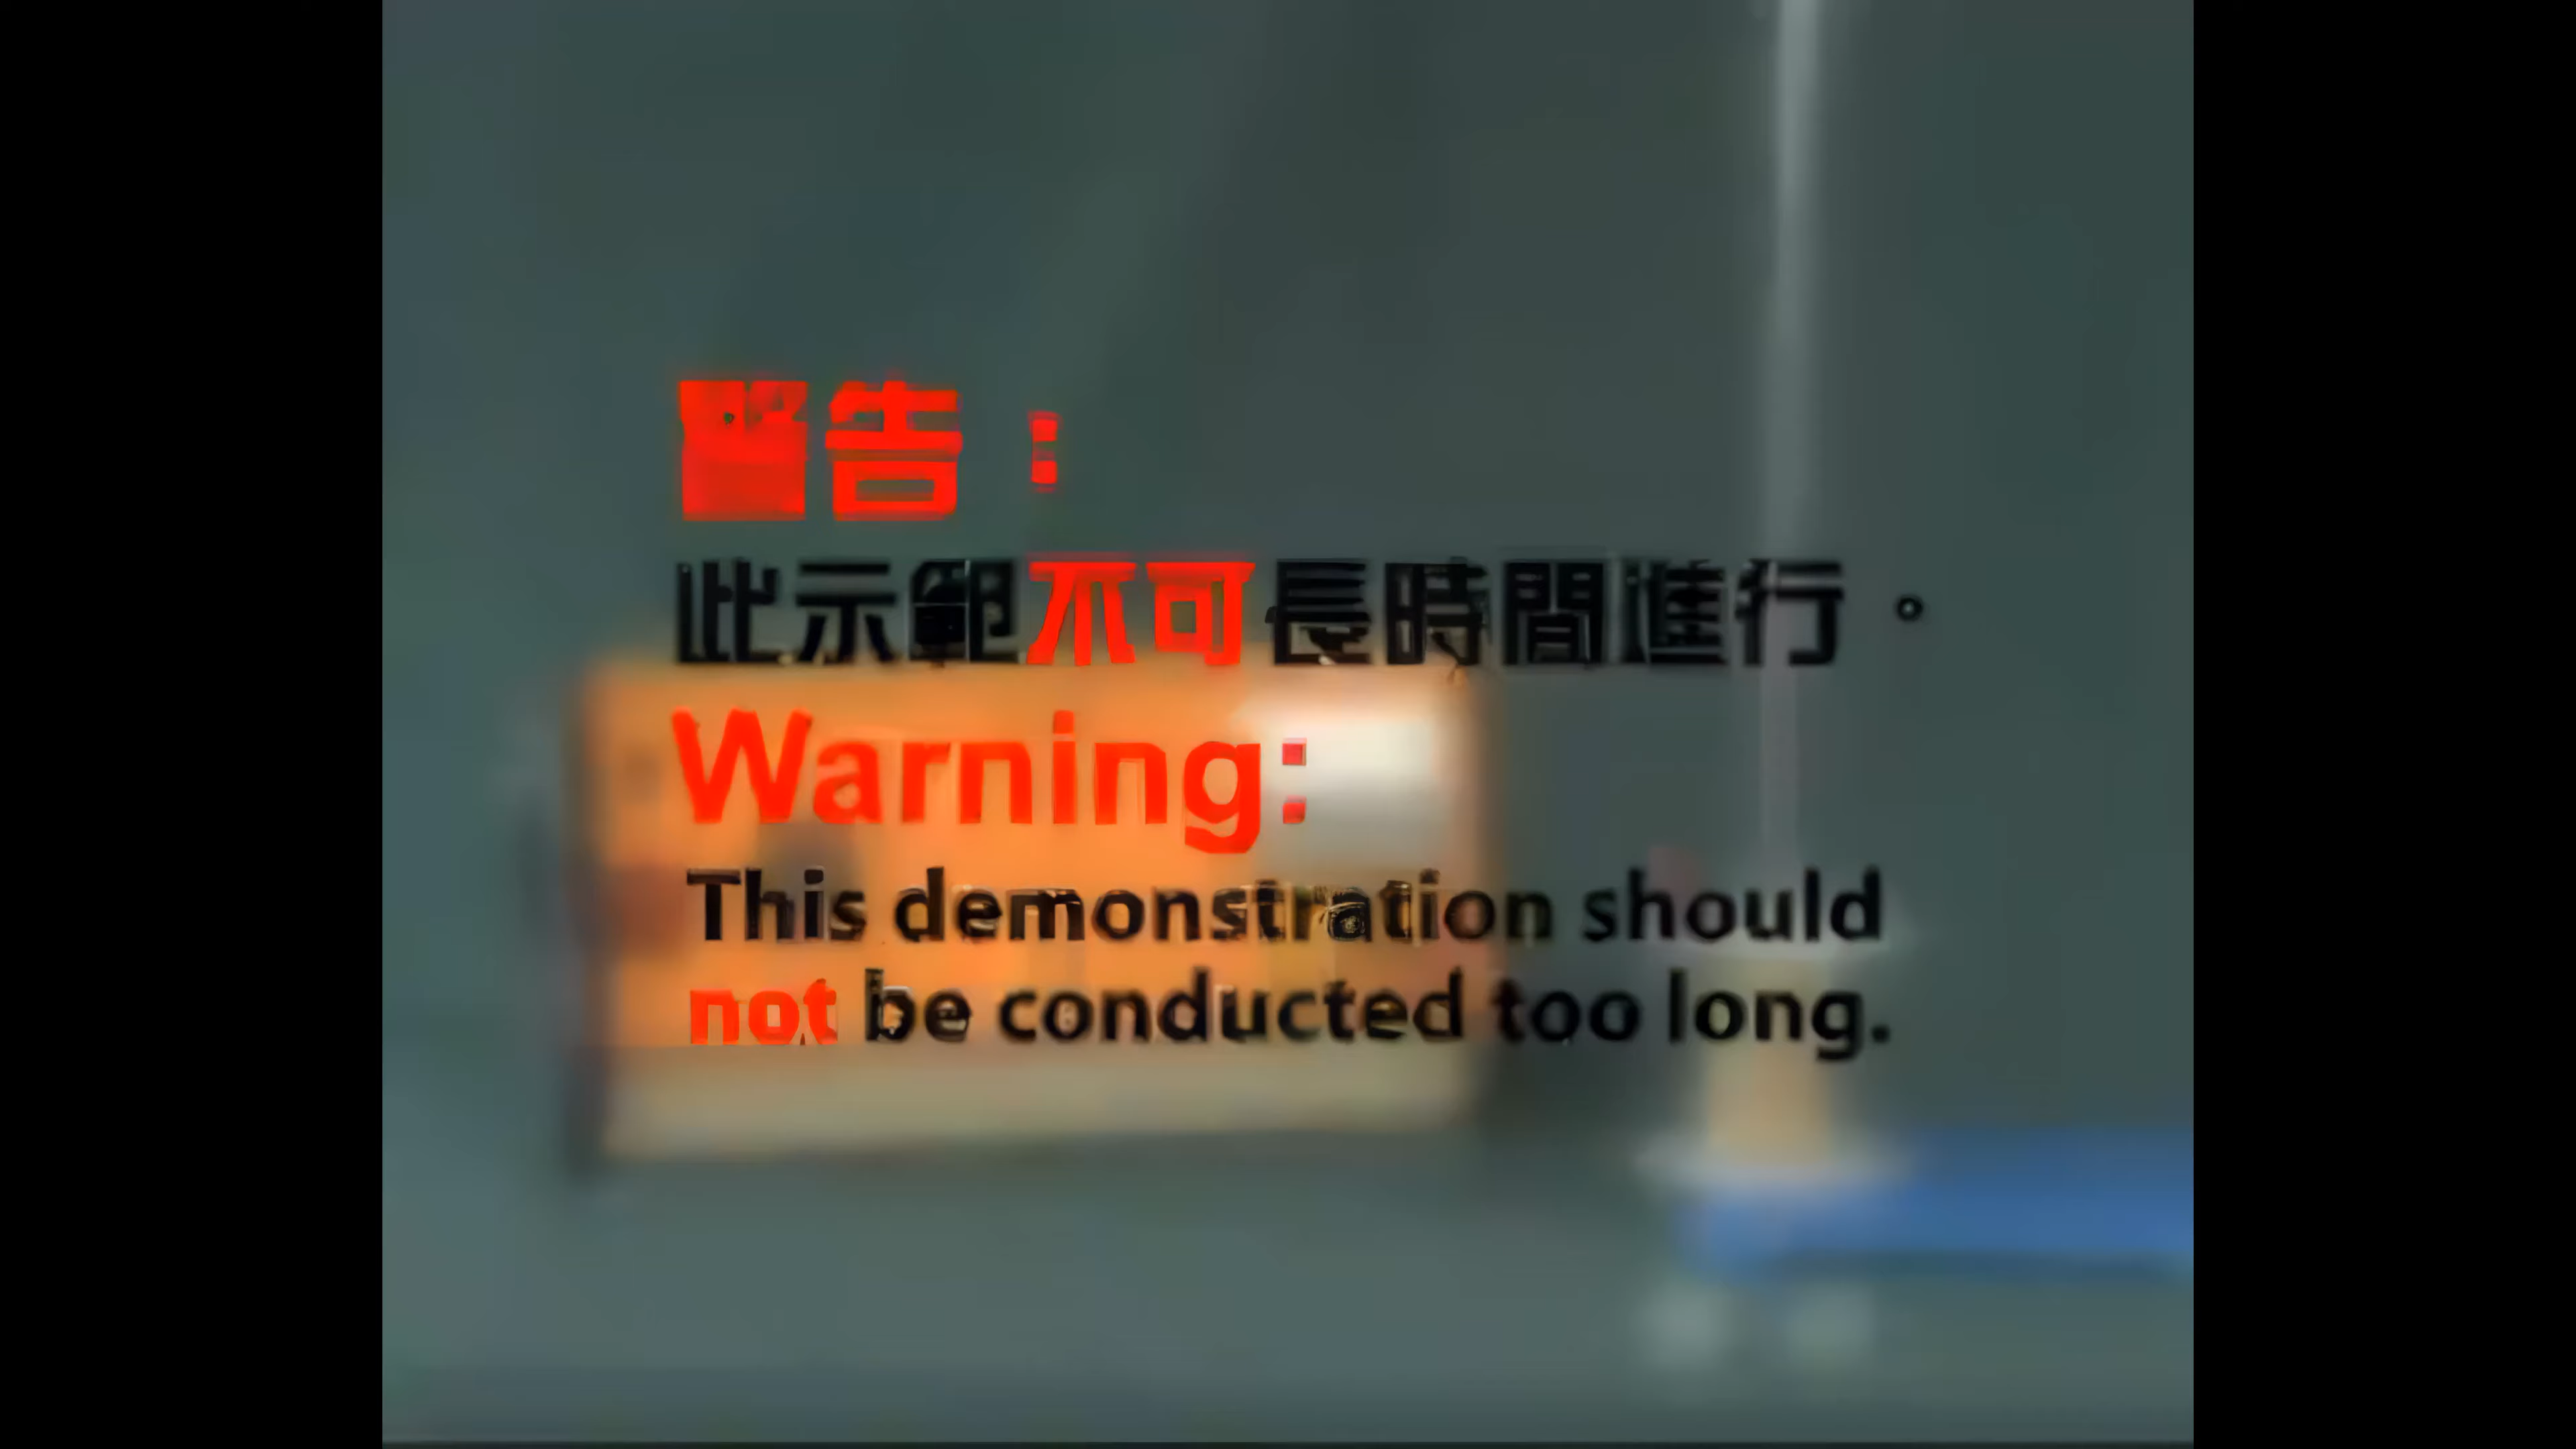 警告：
此示範不可長時間進行。
Warning:
This demonstration should
not be conducted too long.